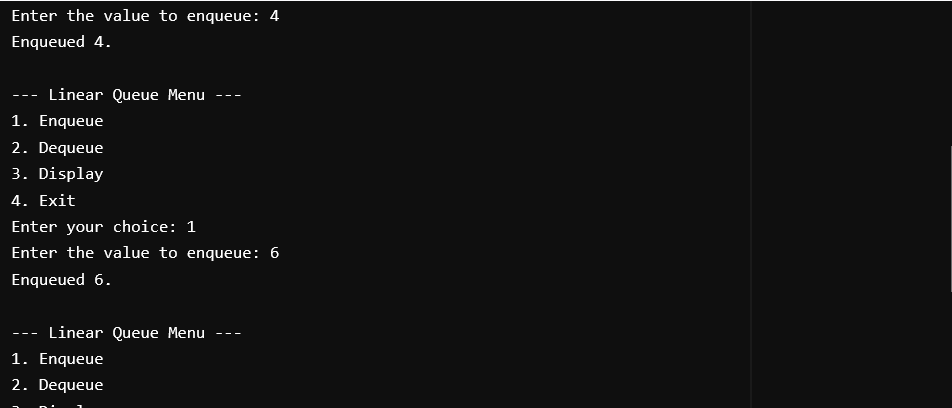 Enter the value to enqueue: 4
Enqueued 4.
--- Linear Queue Menu ---
1. Enqueue
2. Dequeue
3. Display
4. Exit
Enter your choice: 1
Enter the value to enqueue: 6
Enqueued 6.
--- Linear Queue Menu ---
1. Enqueue
2. Dequeue